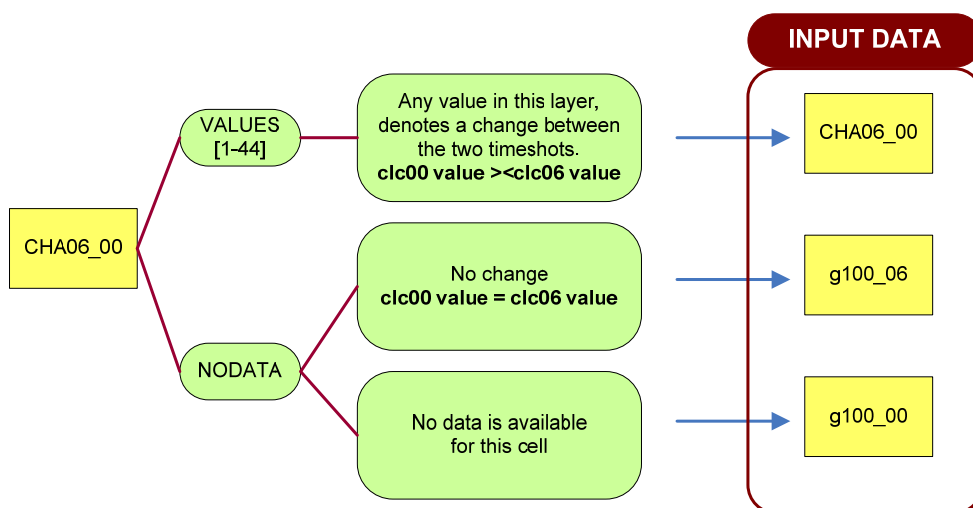 INPUT DATA
CHA06_00
VALUES
[1-44]
Any value in this layer,
denotes a change between
the two timeshots.
clc00 value ><clc06 value
CHA06_00
No change
clc00 value = clc06 value
g100_06
NODATA
No data is available
for this cell
g100_00